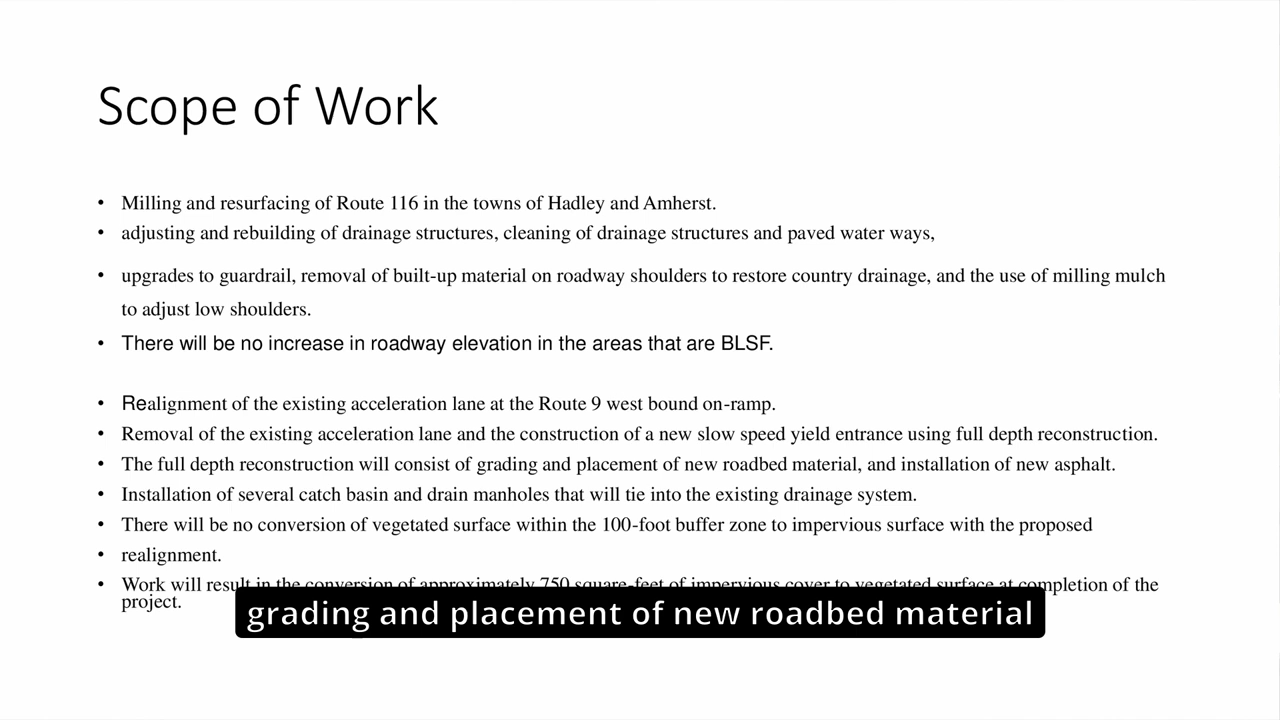 Scope of Work
• Milling and resurfacing of Route 116 in the towns of Hadley and Amherst.
• adjusting and rebuilding of drainage structures, cleaning of drainage structures and paved water ways,
• upgrades to guardrail, removal of built-up material on roadway shoulders to restore country drainage, and the use of milling mulch
to adjust low shoulders.
• There will be no increase in roadway elevation in the areas that are BLSF.
• Realignment of the existing acceleration lane at the Route 9 west bound on-ramp.
• Removal of the existing acceleration lane and the construction of a new slow speed yield entrance using full depth reconstruction.
• The full depth reconstruction will consist of grading and placement of new roadbed material, and installation of new asphalt.
• Installation of several catch basin and drain manholes that will tie into the existing drainage system.
• There will be no conversion of vegetated surface within the 100-foot buffer zone to impervious surface with the proposed
• realignment.
• Work will result in the conversion of approximately 750 square-feet of impervious cover to vegetated surface at completion of the
project.
grading and placement of new roadbed material